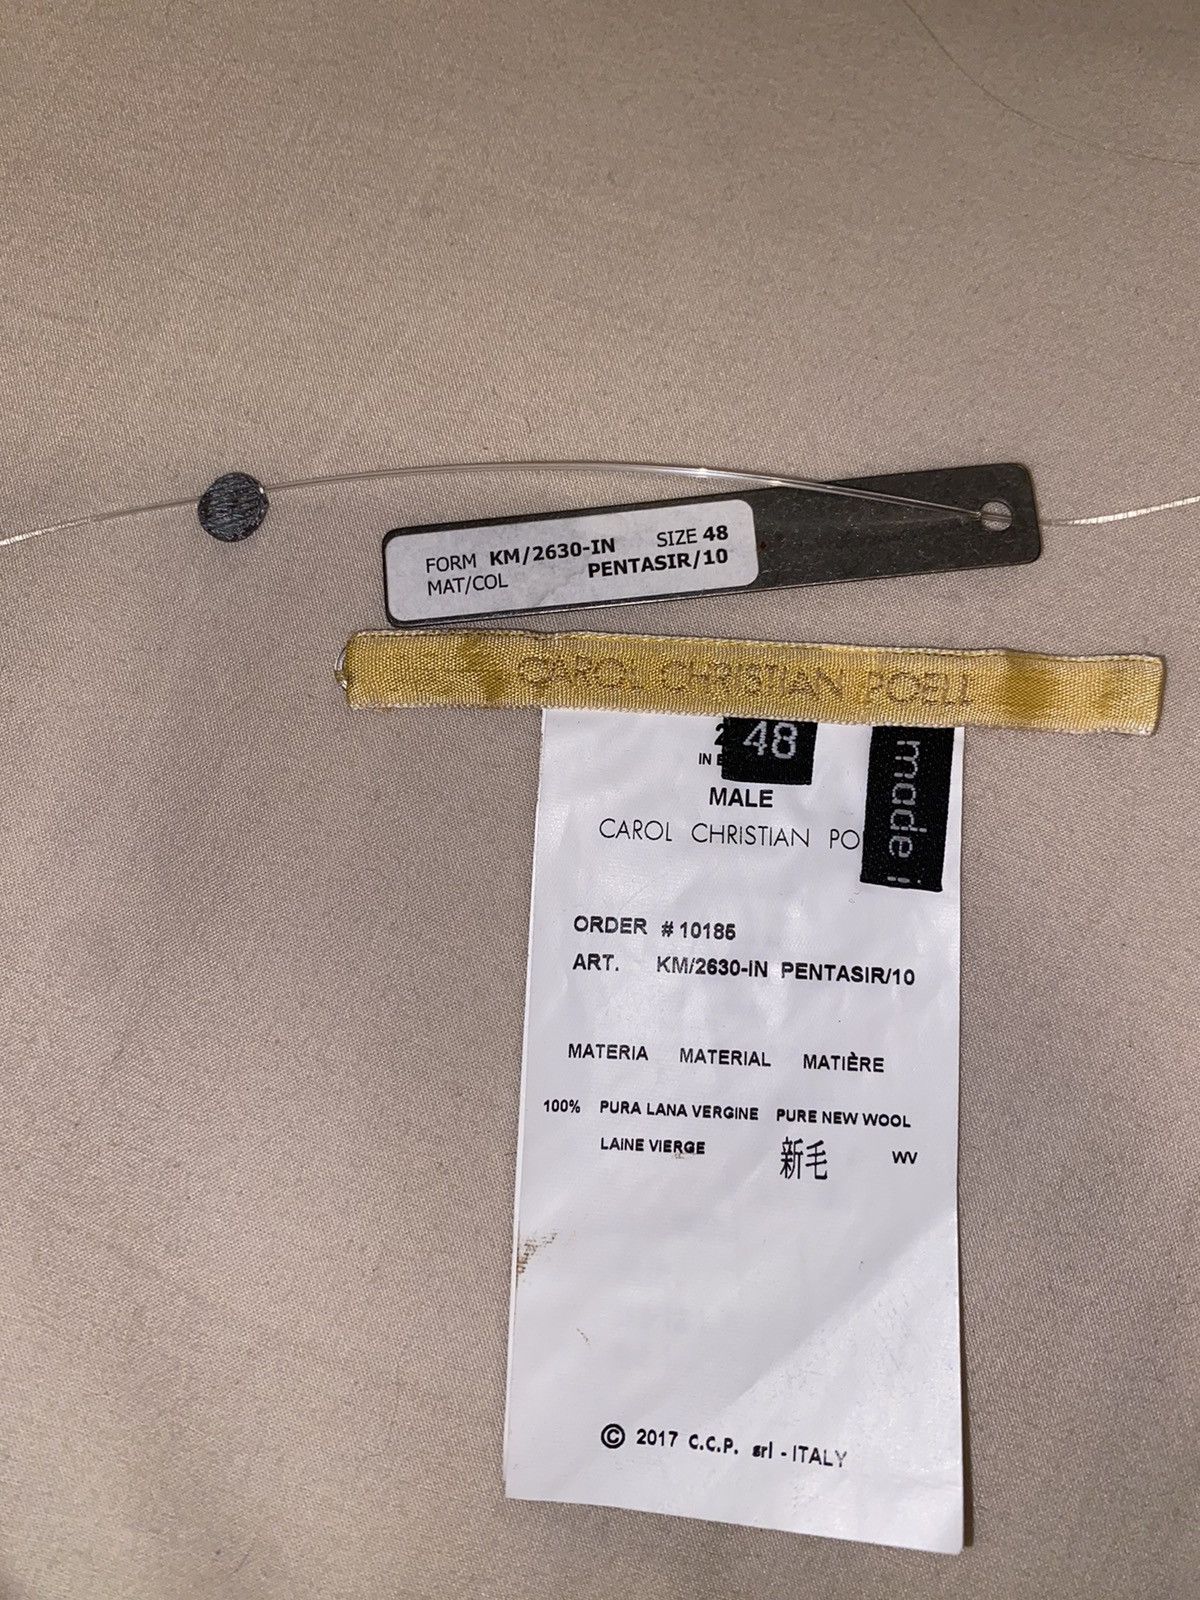 FORM KM/2630-IN SIZE 48
MAT/COL PENTASIR/10
CAROL CHRISTIAN POELL
48
made i
IN
MALE
CAROL CHRISTIAN PO
ORDER # 10185
ART. KM/2630-IN PENTASIR/10
MATERIA MATERIAL MATIÈRE
100% PURA LANA VERGINE PURE NEW WOOL
LAINE VIERGE 新毛 WV
© 2017 C.C.P. srl - ITALY